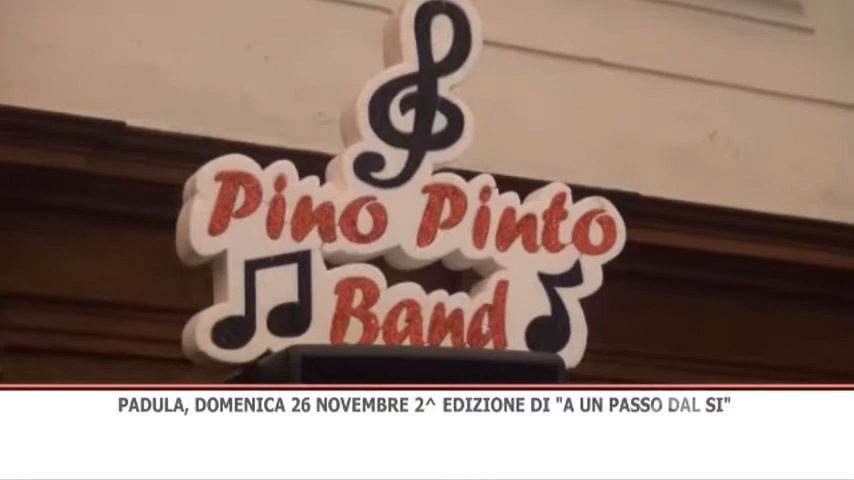 Pino Pinto
Band
PADULA, DOMENICA 26 NOVEMBRE 2^ EDIZIONE DI "A UN PASSO DAL SI"